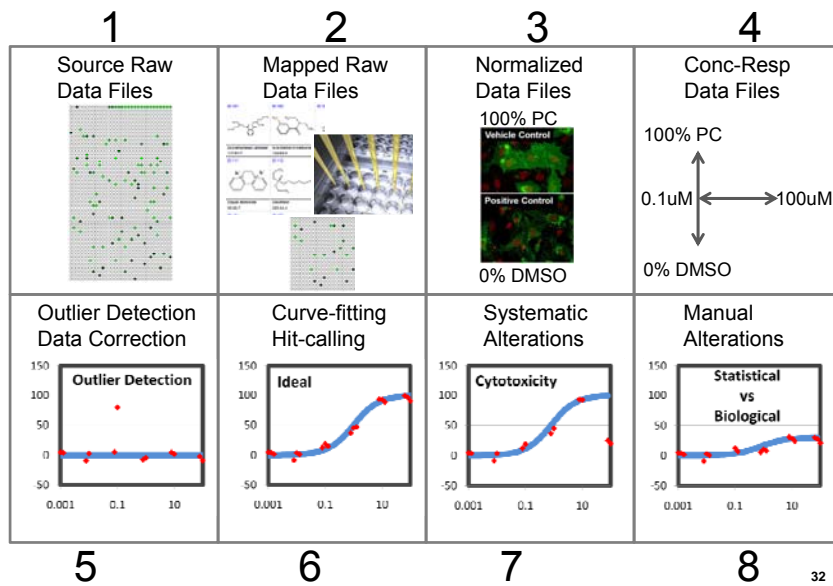 1
2
3
4
Source Raw
Data Files
Mapped Raw
Data Files
Normalized
Data Files
100% PC
Vehicle Control
Positive Control
0% DMSO
Conc-Resp
Data Files
100% PC
0.1uM
100uM
0% DMSO
Outlier Detection
Data Correction
150
100
50
0
-50
Outlier Detection
0.001
0.1
10
Curve-fitting
Hit-calling
150
100
50
0
-50
Ideal
0.001
0.1
10
Systematic
Alterations
150
100
50
0
-50
Cytotoxicity
0.001
0.1
10
Manual
Alterations
150
100
50
0
-50
Statistical
vs
Biological
0.001
0.1
10
5
6
7
8
32